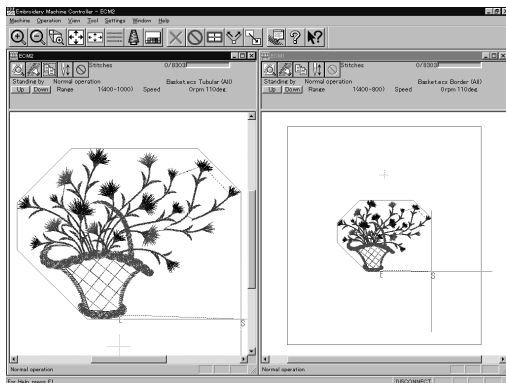 Embroidery Machine Controller - ECM2
Machine Operation View Tool Settings Window Help
ECM2
Stitches 0/8303
Standing by Normal operation Basket.ecs Tubular (All)
Up Down Range 1(400-1000) Speed 0rpm 110deg.
E
S
Normal operation
ECM1
Stitches 0/8303
Standing by Normal operation Basket.ecs Border (All)
Up Down Range 1(400-800) Speed 0rpm 110deg.
E
S
Normal operation
For Help, press F1
DISCONNECT